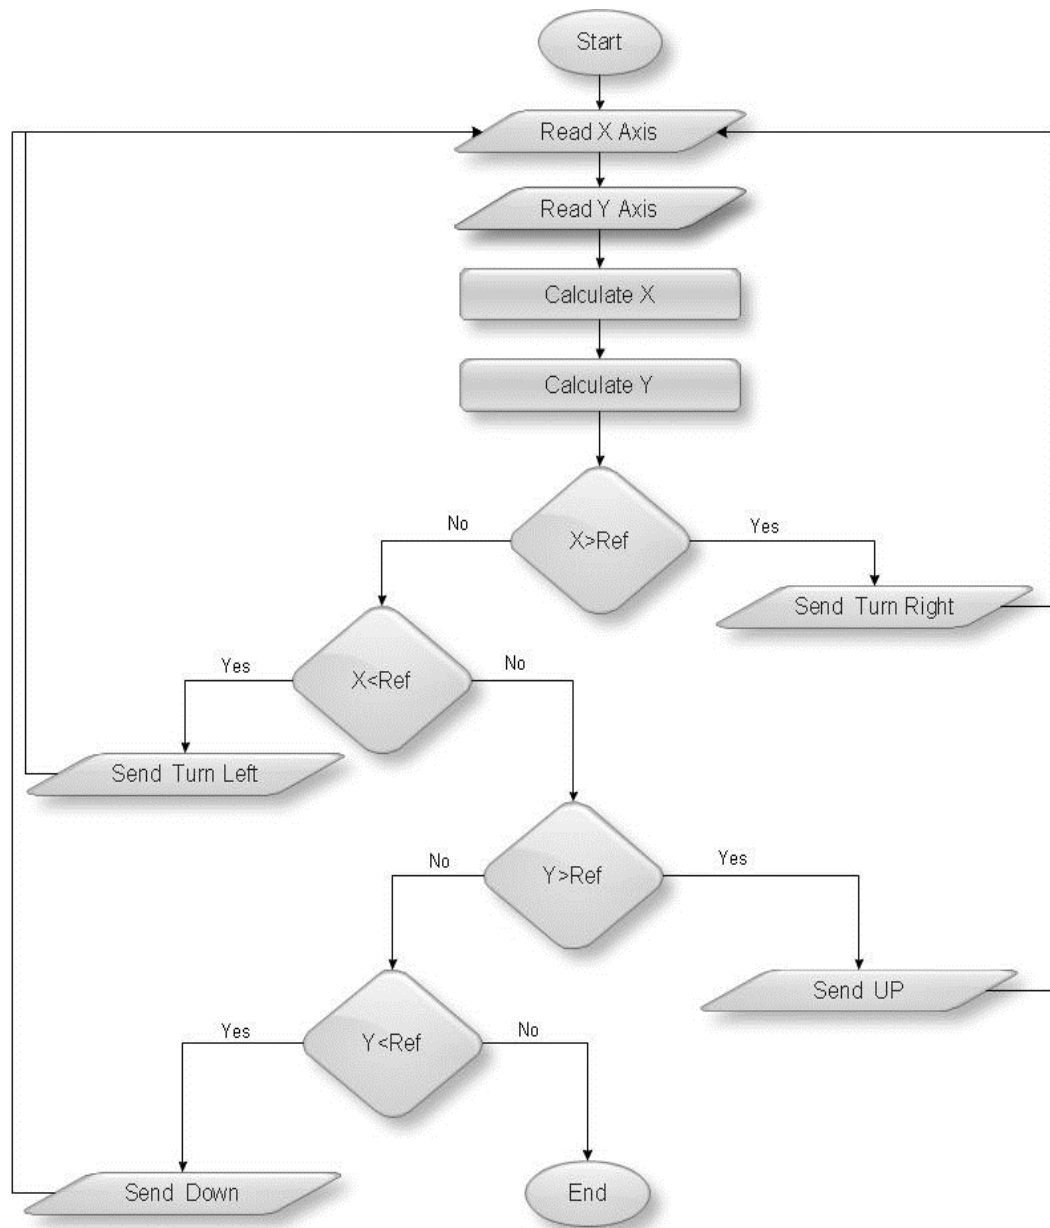 Start
Read X Axis
Read Y Axis
Calculate X
Calculate Y
X>Ref
No
Yes
Send Turn Right
X<Ref
Yes
No
Send Turn Left
Y>Ref
No
Yes
Send UP
Y<Ref
Yes
No
Send Down
End